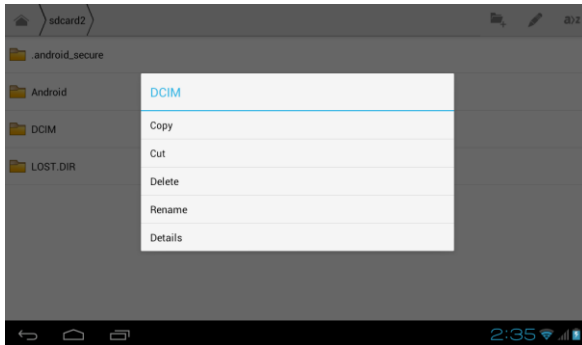 sdcard2
a›z
.android_secure
Android
DCIM
LOST.DIR
DCIM
Copy
Cut
Delete
Rename
Details
2:35